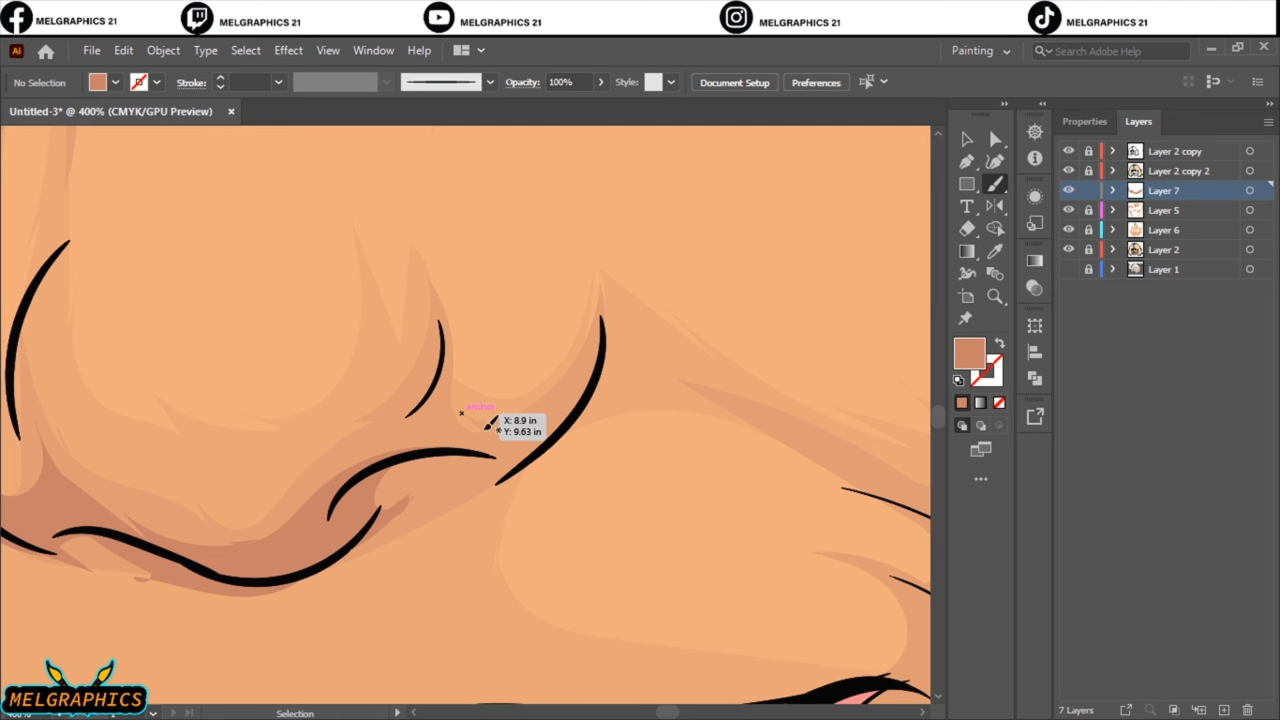 MELGRAPHICS 21 MELGRAPHICS 21 MELGRAPHICS 21 MELGRAPHICS 21 MELGRAPHICS 21
Ai File Edit Object Type Select Effect View Window Help Painting Search Adobe Help
No Selection Stroke: Opacity: 100% Style: Document Setup Preferences
Untitled-3* @ 400% (CMYK/GPU Preview)
Properties Layers
Layer 2 copy
Layer 2 copy 2
Layer 7
Layer 5
Layer 6
Layer 2
Layer 1
anchor
X: 8.9 in
Y: 9.63 in
MELGRAPHICS
Selection
7 Layers